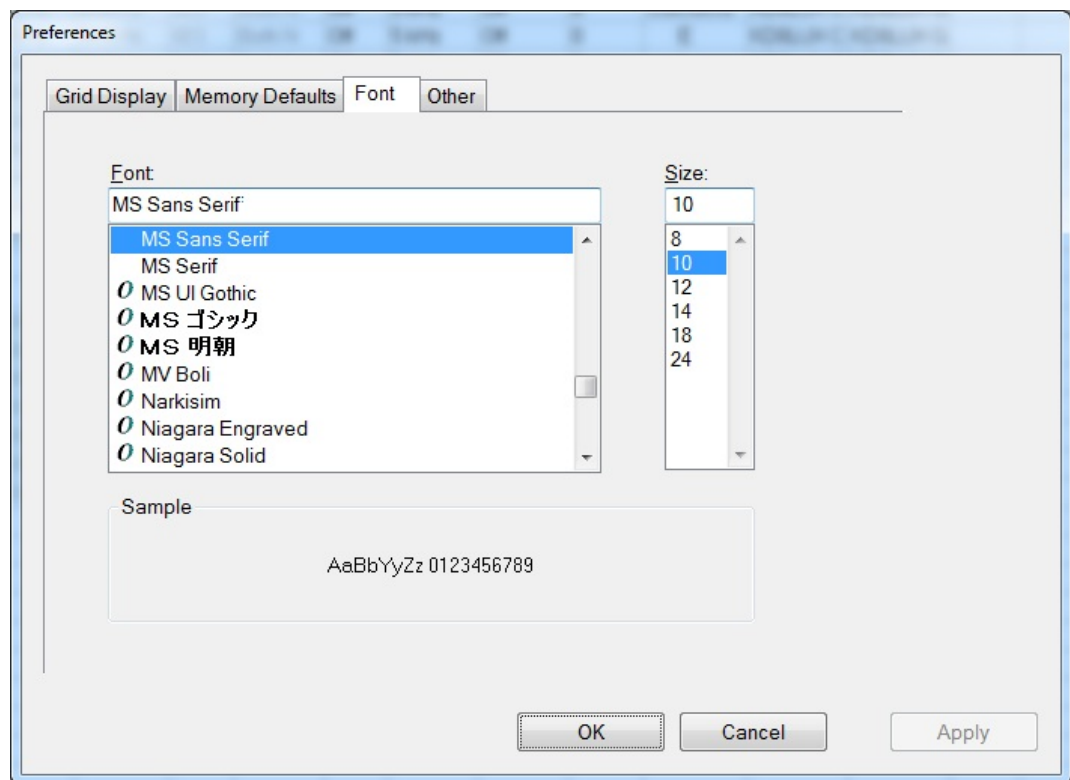 Preferences
Grid Display Memory Defaults Font Other
Font:
Size:
MS Sans Serif
10
MS Sans Serif
MS Serif
MS UI Gothic
MS ゴシック
MS 明朝
MV Boli
Narkisim
Niagara Engraved
Niagara Solid
8
10
12
14
18
24
Sample
AaBbYyZz 0123456789
OK Cancel Apply